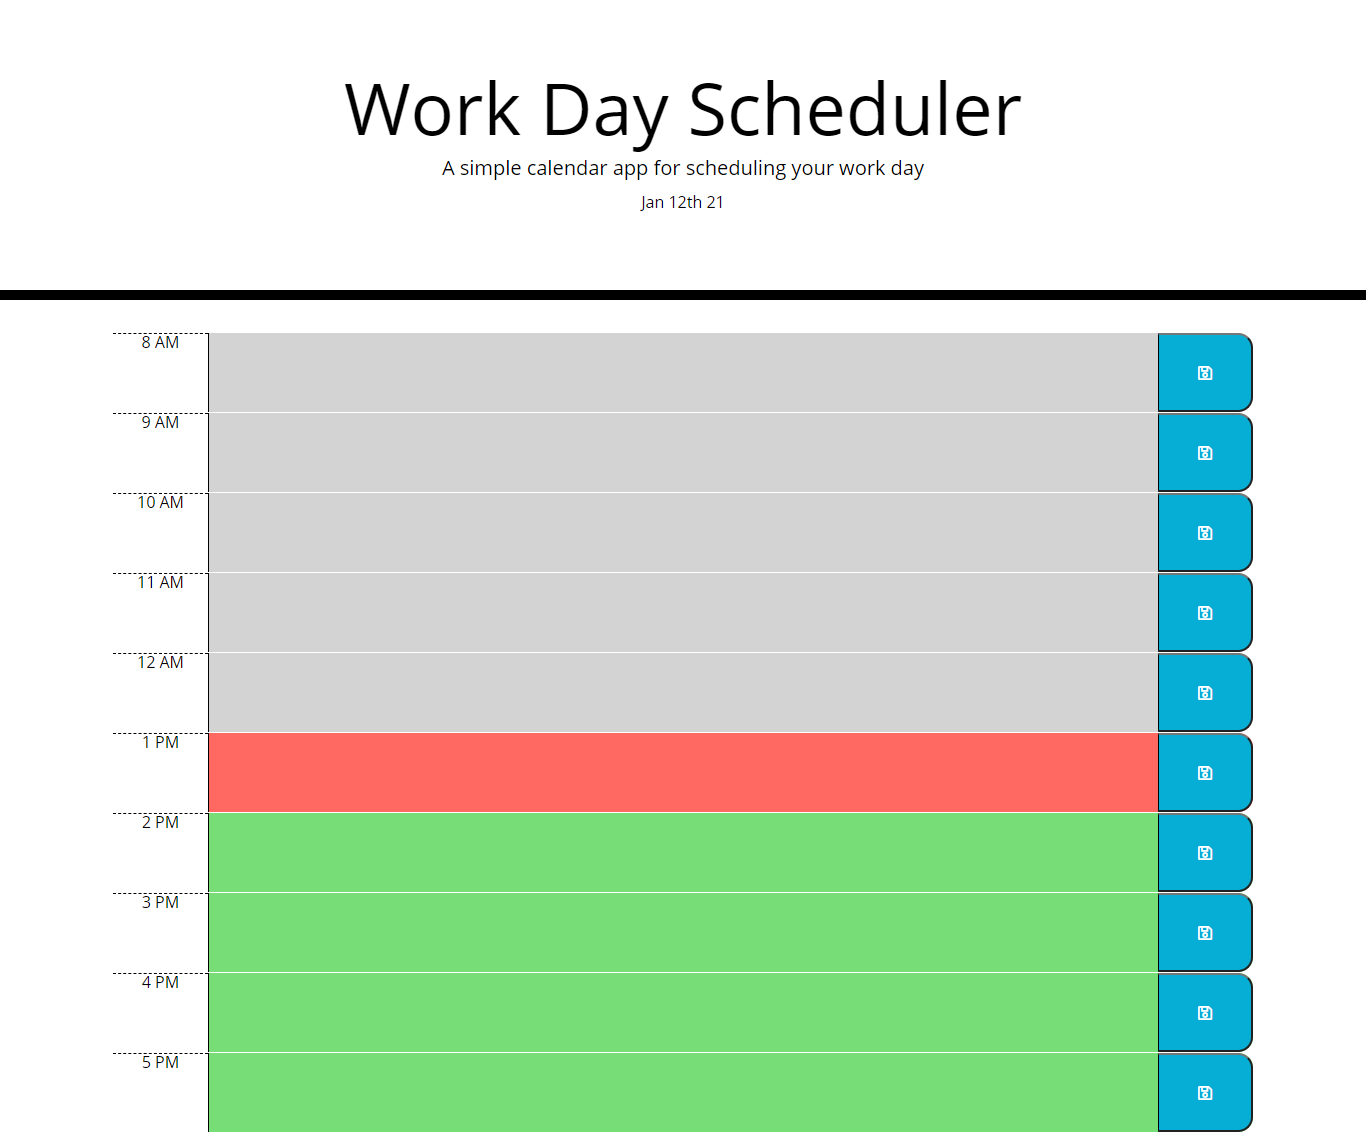 Work Day Scheduler
A simple calendar app for scheduling your work day
Jan 12th 21
8 AM
9 AM
10 AM
11 AM
12 AM
1 PM
2 PM
3 PM
4 PM
5 PM